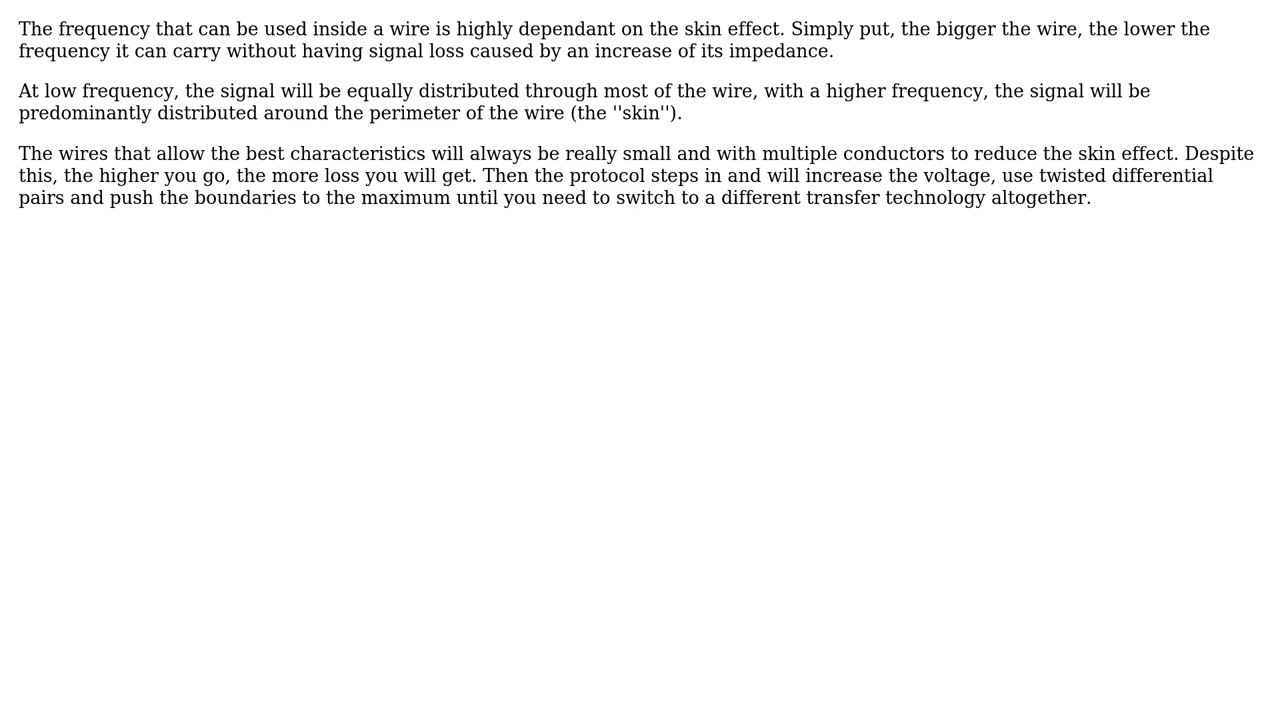 The frequency that can be used inside a wire is highly dependant on the skin effect. Simply put, the bigger the wire, the lower the
frequency it can carry without having signal loss caused by an increase of its impedance.
At low frequency, the signal will be equally distributed through most of the wire, with a higher frequency, the signal will be
predominantly distributed around the perimeter of the wire (the ''skin'').
The wires that allow the best characteristics will always be really small and with multiple conductors to reduce the skin effect. Despite
this, the higher you go, the more loss you will get. Then the protocol steps in and will increase the voltage, use twisted differential
pairs and push the boundaries to the maximum until you need to switch to a different transfer technology altogether.